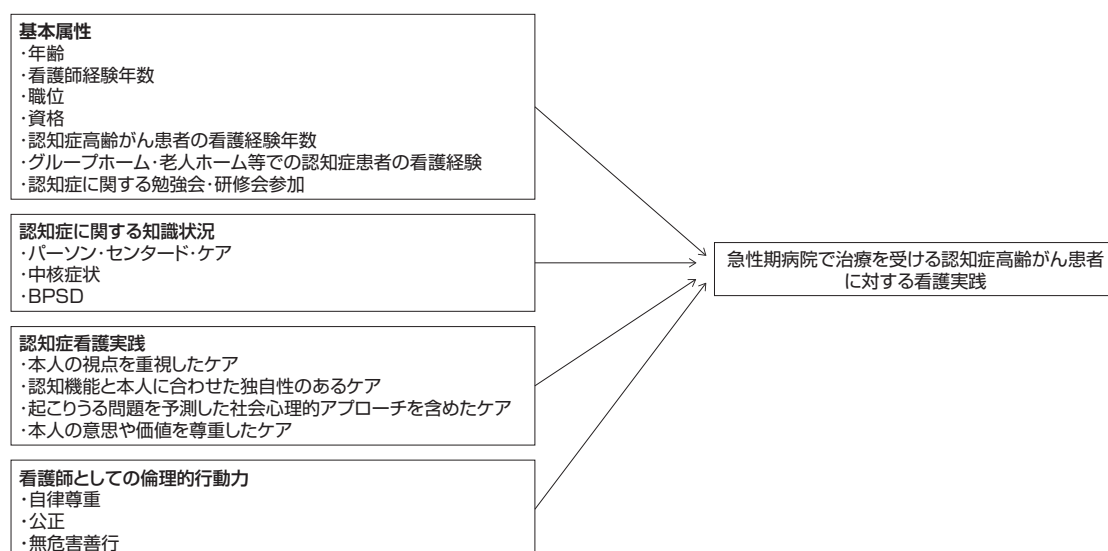 基本属性
・年齢
・看護師経験年数
・職位
・資格
・認知症高齢がん患者の看護経験年数
・グループホーム・老人ホーム等での認知症患者の看護経験
・認知症に関する勉強会・研修会参加
認知症に関する知識状況
・パーソン・センタード・ケア
・中核症状
・BPSD
認知症看護実践
・本人の視点を重視したケア
・認知機能と本人に合わせた独自性のあるケア
・起こりうる問題を予測した社会心理的アプローチを含めたケア
・本人の意思や価値を尊重したケア
看護師としての倫理的行動力
・自律尊重
・公正
・無危害善行
急性期病院で治療を受ける認知症高齢がん患者
に対する看護実践